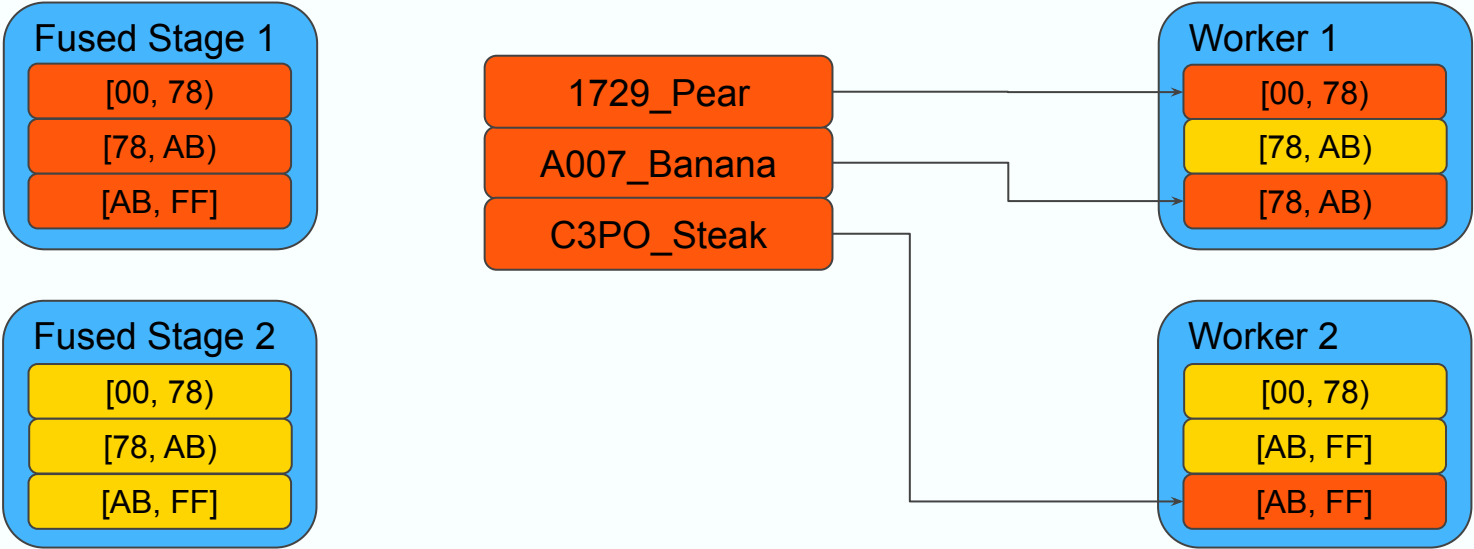 Fused Stage 1
[00, 78)
[78, AB)
[AB, FF]
Fused Stage 2
[00, 78)
[78, AB)
[AB, FF]
1729_Pear
A007_Banana
C3PO_Steak
Worker 1
[00, 78)
[78, AB)
[78, AB)
Worker 2
[00, 78)
[AB, FF]
[AB, FF]